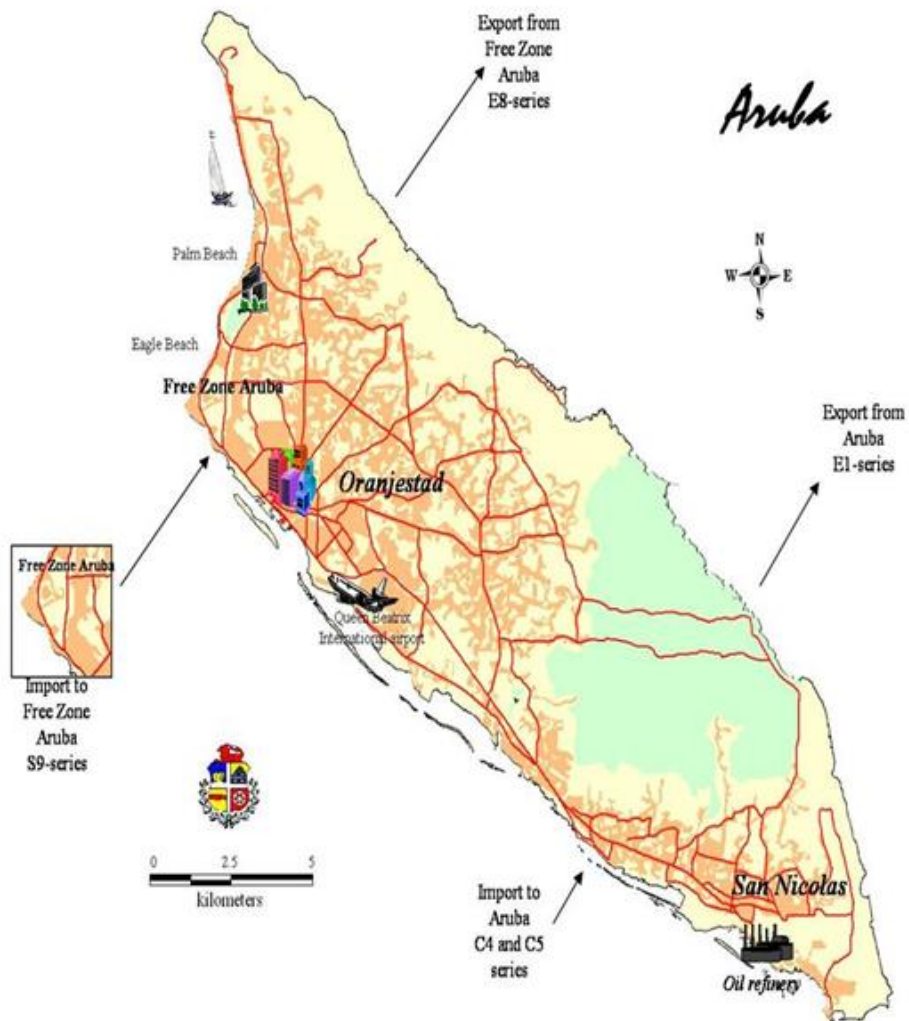 Export from
Free Zone
Aruba
E8-series
Aruba
N
W
E
S
Palm Beach
Eagle Beach
Free Zone Aruba
Export from
Aruba
E1-series
Oranjestad
Free Zone Aruba
Queen Beatrix
International airport
Import to
Free Zone
Aruba
S9-series
0 2.5 5
kilometers
Import to
Aruba
C4 and C5
series
San Nicolas
Oil refinery